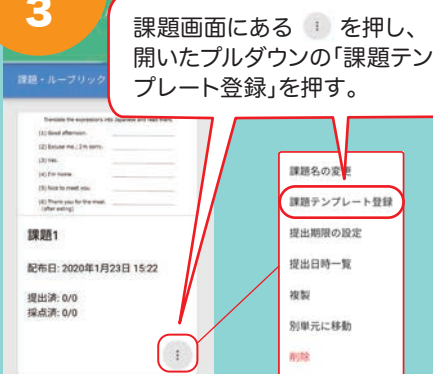 3
課題画面にある ⋮ を押し、
開いたプルダウンの「課題テン
プレート登録」を押す。
課題・ルーブリック
Translate the expressions into Japanese and read them.
(1) Good afternoon.
(2) Excuse me / I'm sorry.
(3) Yes.
(4) I'm home.
(5) Nice to meet you.
(6) Thank you for the meal.
(after eating)
課題1
配布日: 2020年1月23日 15:22
提出済: 0/0
採点済: 0/0
課題名の変更
課題テンプレート登録
提出期限の設定
提出日時一覧
複製
別単元に移動
削除